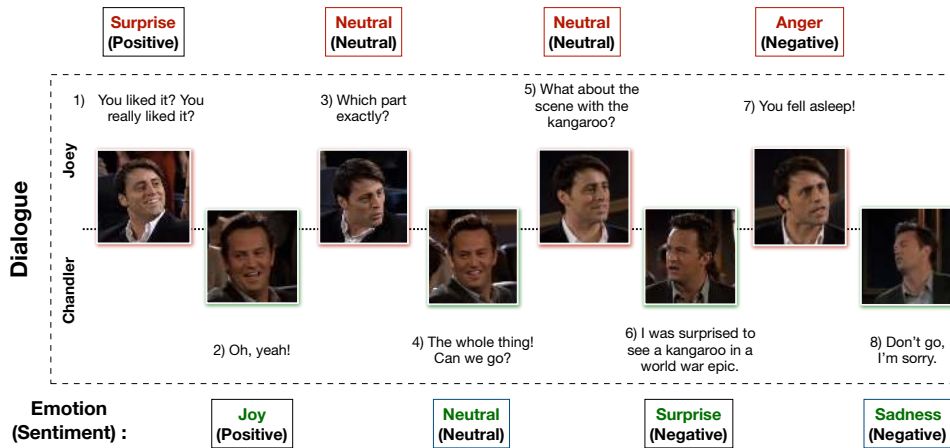 Surprise
(Positive)
Neutral
(Neutral)
Neutral
(Neutral)
Anger
(Negative)
Dialogue
Joey
Chandler
1) You liked it? You
really liked it?
2) Oh, yeah!
3) Which part
exactly?
4) The whole thing!
Can we go?
5) What about the
scene with the
kangaroo?
6) I was surprised to
see a kangaroo in a
world war epic.
7) You fell asleep!
8) Don’t go,
I’m sorry.
Emotion
(Sentiment) :
Joy
(Positive)
Neutral
(Neutral)
Surprise
(Negative)
Sadness
(Negative)